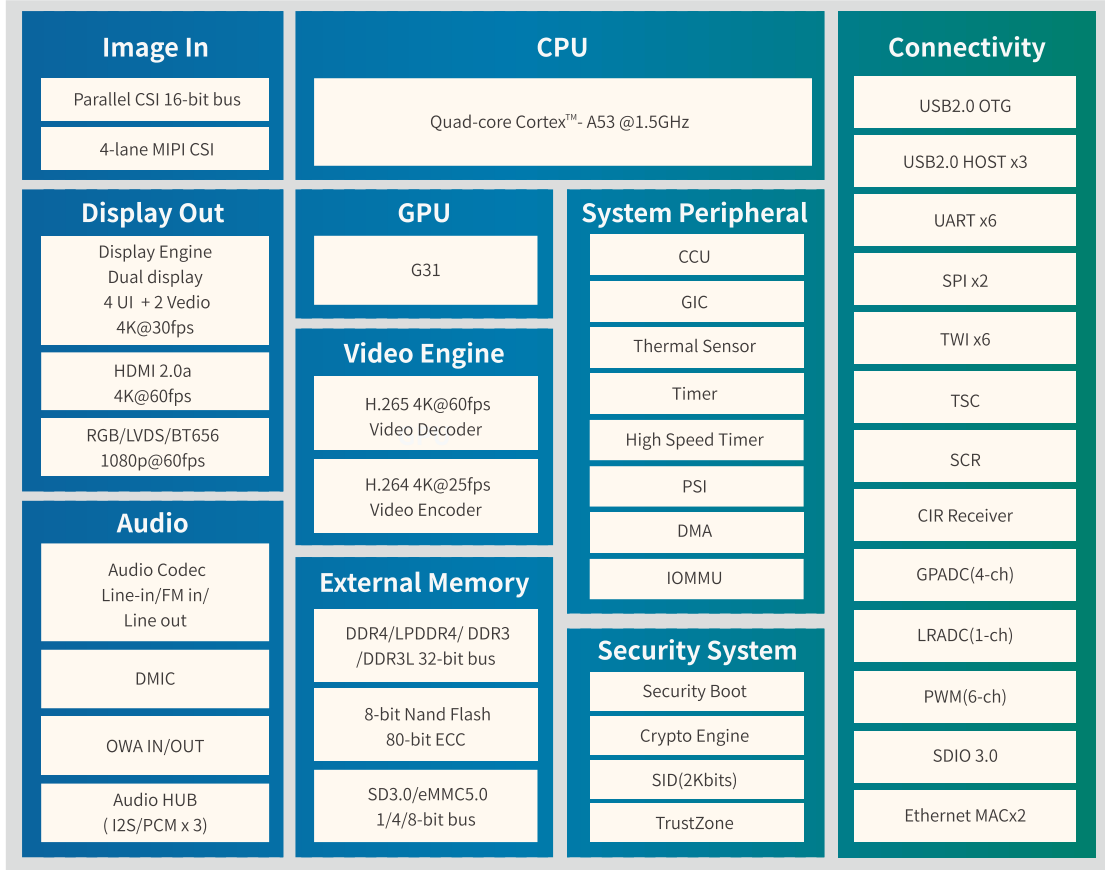 Image In
Parallel CSI 16-bit bus
4-lane MIPI CSI
CPU
Quad-core Cortex™- A53 @1.5GHz
Display Out
Display Engine
Dual display
4 UI + 2 Vedio
4K@30fps
HDMI 2.0a
4K@60fps
RGB/LVDS/BT656
1080p@60fps
Audio
Audio Codec
Line-in/FM in/
Line out
DMIC
OWA IN/OUT
Audio HUB
( I2S/PCM x 3)
GPU
G31
Video Engine
H.265 4K@60fps
Video Decoder
H.264 4K@25fps
Video Encoder
External Memory
DDR4/LPDDR4/ DDR3
/DDR3L 32-bit bus
8-bit Nand Flash
80-bit ECC
SD3.0/eMMC5.0
1/4/8-bit bus
System Peripheral
CCU
GIC
Thermal Sensor
Timer
High Speed Timer
PSI
DMA
IOMMU
Security System
Security Boot
Crypto Engine
SID(2Kbits)
TrustZone
Connectivity
USB2.0 OTG
USB2.0 HOST x3
UART x6
SPI x2
TWI x6
TSC
SCR
CIR Receiver
GPADC(4-ch)
LRADC(1-ch)
PWM(6-ch)
SDIO 3.0
Ethernet MACx2